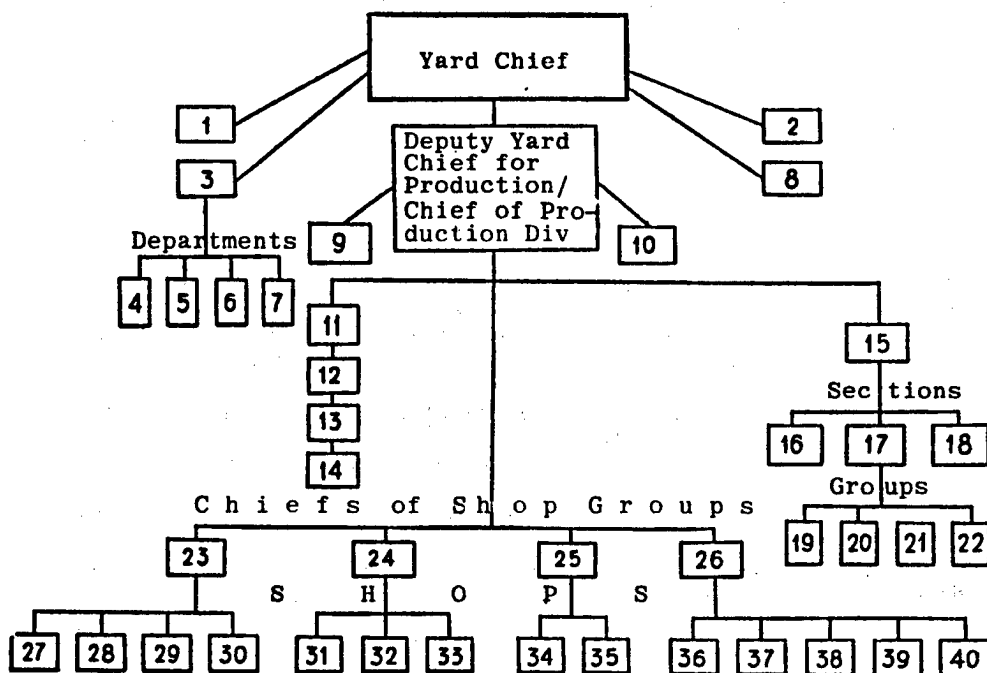 Yard Chief
1
2
Deputy Yard
Chief for
Production/
Chief of Pro-
duction Div
3
8
9
10
Departments
4 5 6 7
11
12
13
14
15
Sections
16 17 18
Groups
19 20 21 22
Chiefs of Shop Groups
23 24 25 26
SHOPS
27 28 29 30 31 32 33 34 35 36 37 38 39 40